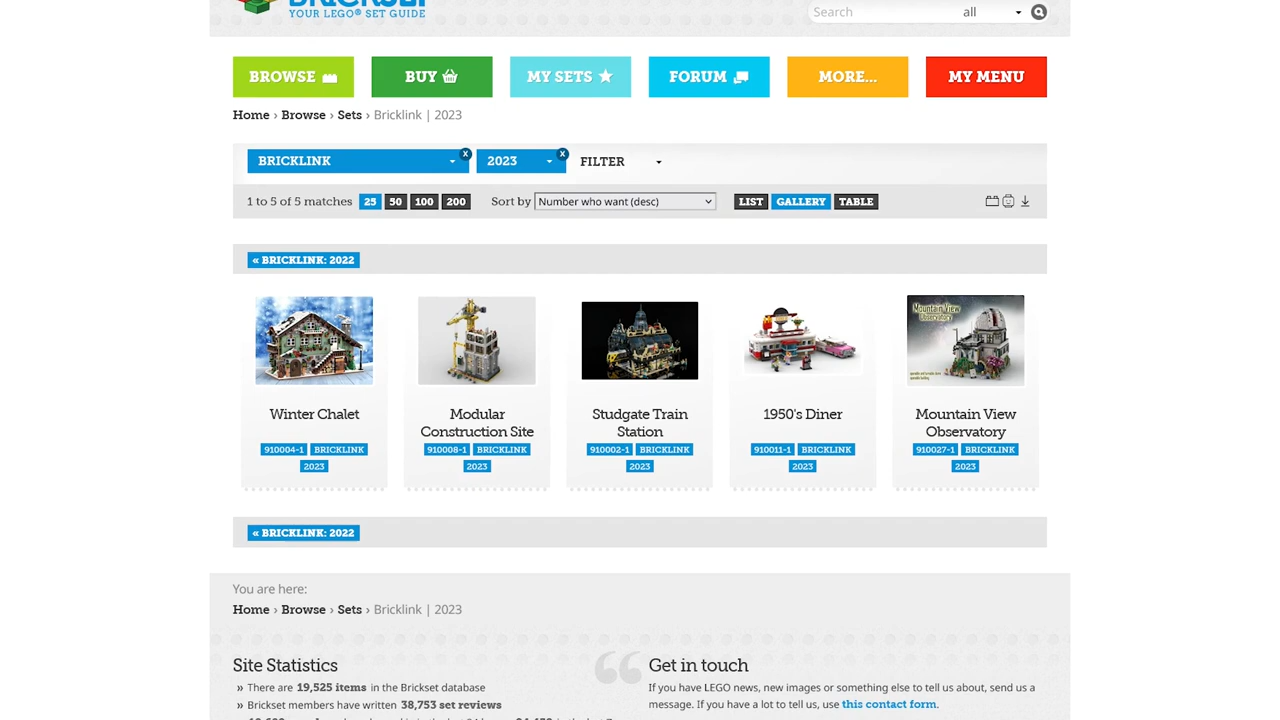 YOUR LEGO® SET GUIDE
Search all
BROWSE BUY MY SETS FORUM MORE... MY MENU
Home › Browse › Sets › Bricklink | 2023
BRICKLINK x 2023 x FILTER
1 to 5 of 5 matches 25 50 100 200 Sort by Number who want (desc) LIST GALLERY TABLE
« BRICKLINK: 2022
Mountain View
Observatory
Winter Chalet
910004-1 BRICKLINK
2023
Modular
Construction Site
910008-1 BRICKLINK
2023
Studgate Train
Station
910002-1 BRICKLINK
2023
1950's Diner
910011-1 BRICKLINK
2023
Mountain View
Observatory
910027-1 BRICKLINK
2023
« BRICKLINK: 2022
You are here:
Home › Browse › Sets › Bricklink | 2023
Site Statistics
» There are 19,525 items in the Brickset database
» Brickset members have written 38,753 set reviews
Get in touch
If you have LEGO news, new images or something else to tell us about, send us a
message. If you have a lot to tell us, use this contact form.